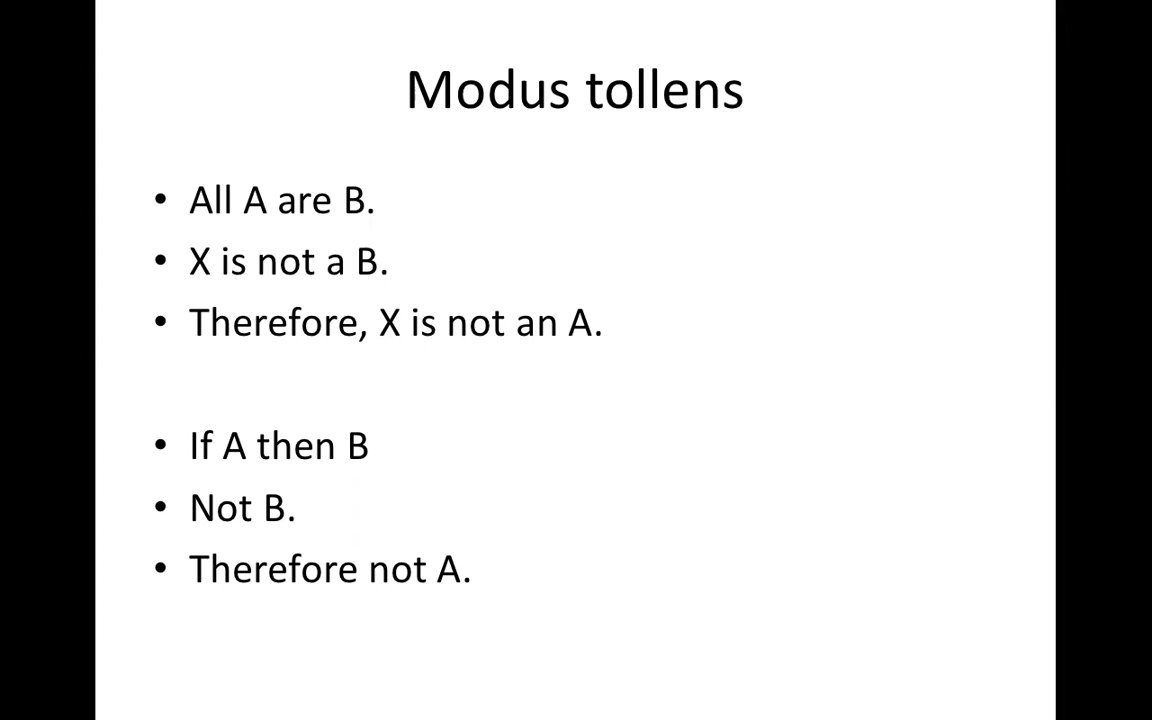 Modus tollens
• All A are B.
• X is not a B.
• Therefore, X is not an A.
• If A then B
• Not B.
• Therefore not A.